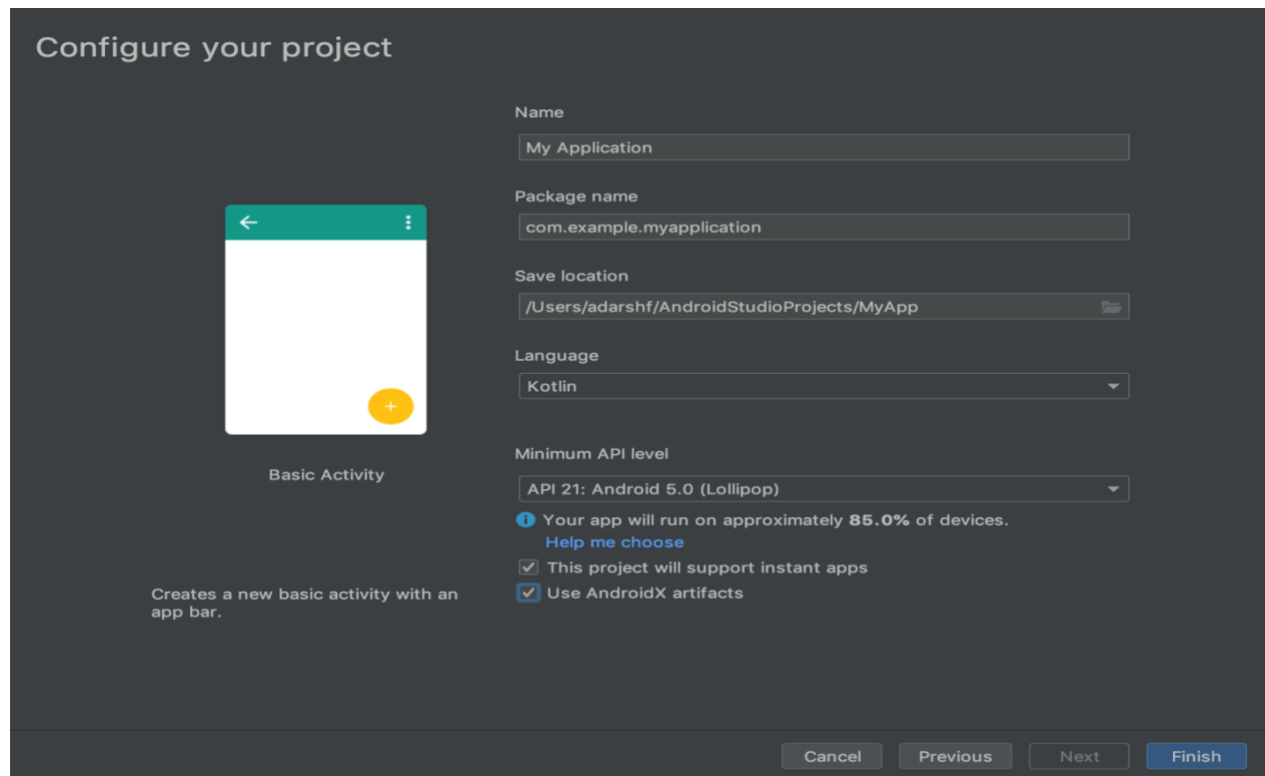 Configure your project
Name
My Application
Package name
com.example.myapplication
Save location
/Users/adarshf/AndroidStudioProjects/MyApp
Language
Kotlin
Minimum API level
API 21: Android 5.0 (Lollipop)
Your app will run on approximately 85.0% of devices.
Help me choose
This project will support instant apps
Use AndroidX artifacts
Basic Activity
Creates a new basic activity with an
app bar.
Cancel
Previous
Next
Finish